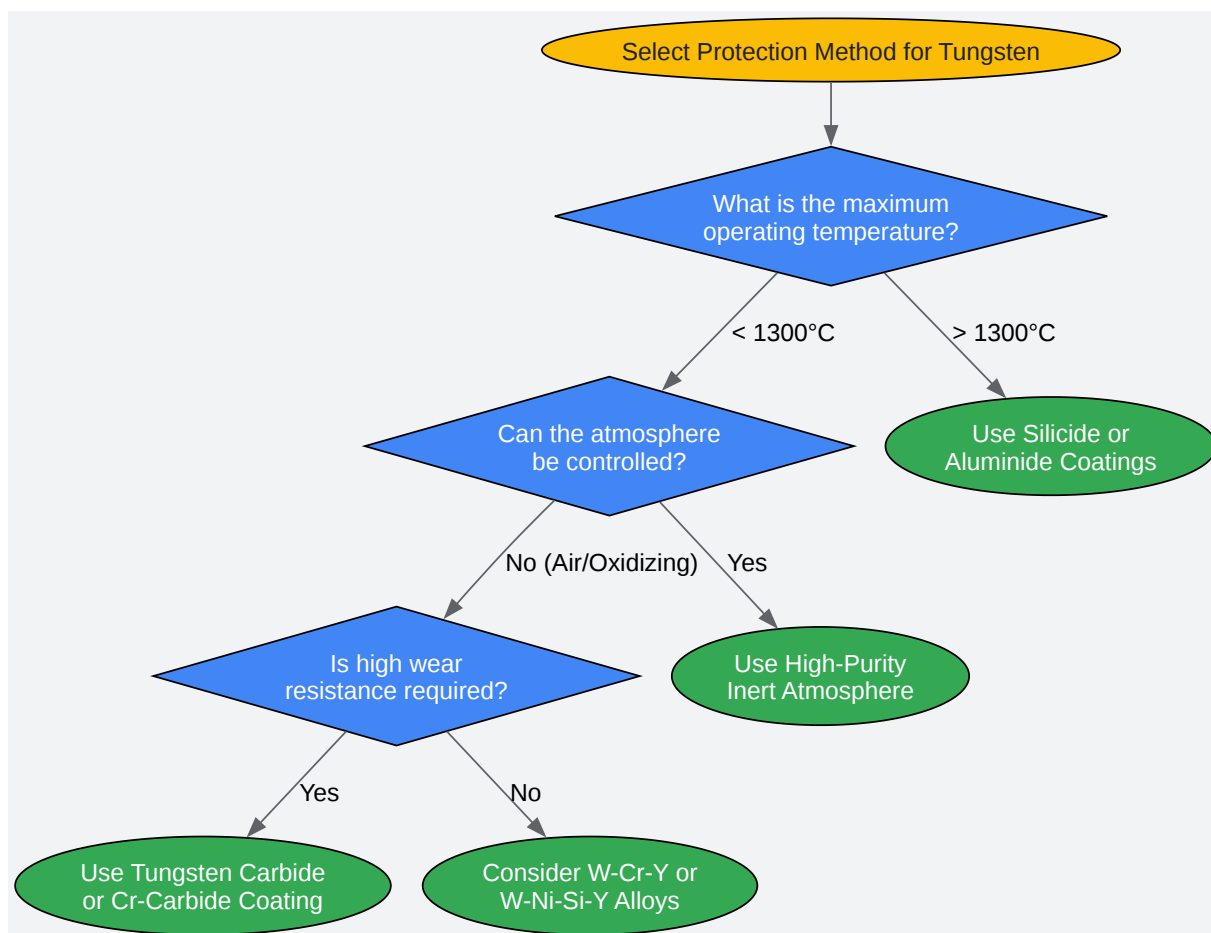 Select Protection Method for Tungsten
What is the maximum
operating temperature?
< 1300°C
> 1300°C
Can the atmosphere
be controlled?
Use Silicide or
Aluminide Coatings
No (Air/Oxidizing)
Yes
Is high wear
resistance required?
Use High-Purity
Inert Atmosphere
Yes
No
Use Tungsten Carbide
or Cr-Carbide Coating
Consider W-Cr-Y or
W-Ni-Si-Y Alloys